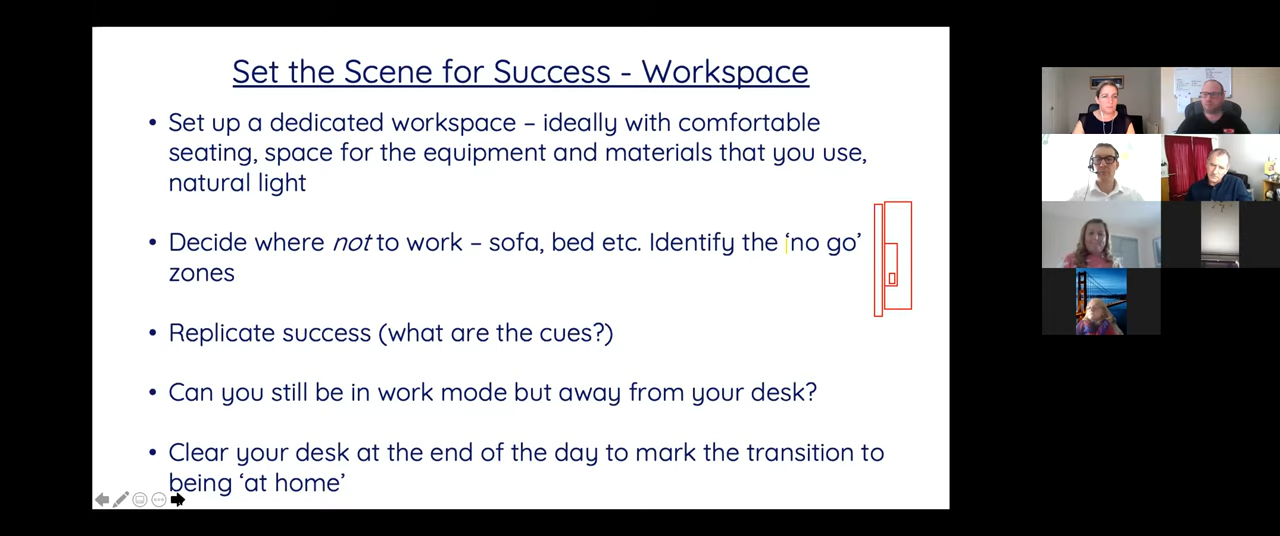 Set the Scene for Success - Workspace
• Set up a dedicated workspace – ideally with comfortable
seating, space for the equipment and materials that you use,
natural light
• Decide where not to work – sofa, bed etc. Identify the ‘no go’
zones
• Replicate success (what are the cues?)
• Can you still be in work mode but away from your desk?
• Clear your desk at the end of the day to mark the transition to
being ‘at home’